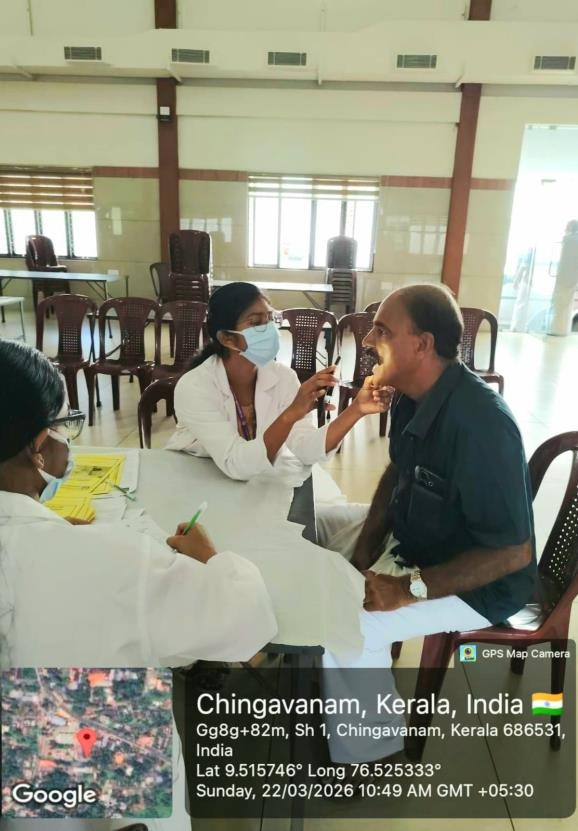 GPS Map Camera
Chingavanam, Kerala, India
Gg8g+82m, Sh 1, Chingavanam, Kerala 686531,
India
Lat 9.515746° Long 76.525333°
Sunday, 22/03/2026 10:49 AM GMT +05:30
Google